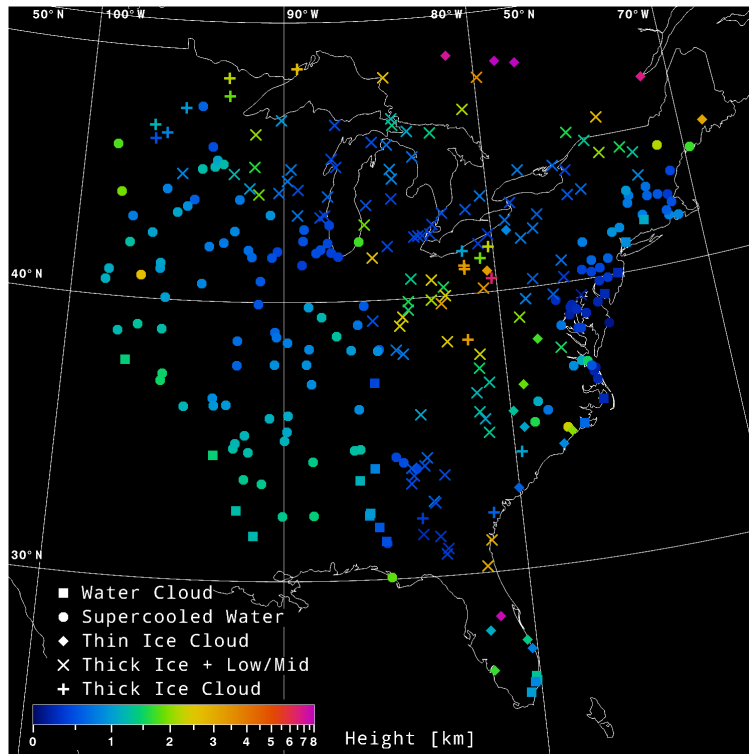 50°N 100°W 90°W 80°W 50°N 70°W
40°N
30°N
Water Cloud
Supercooled Water
Thin Ice Cloud
Thick Ice + Low/Mid
Thick Ice Cloud
0 1 2 3 4 5 6 7 8
Height [km]
40°N